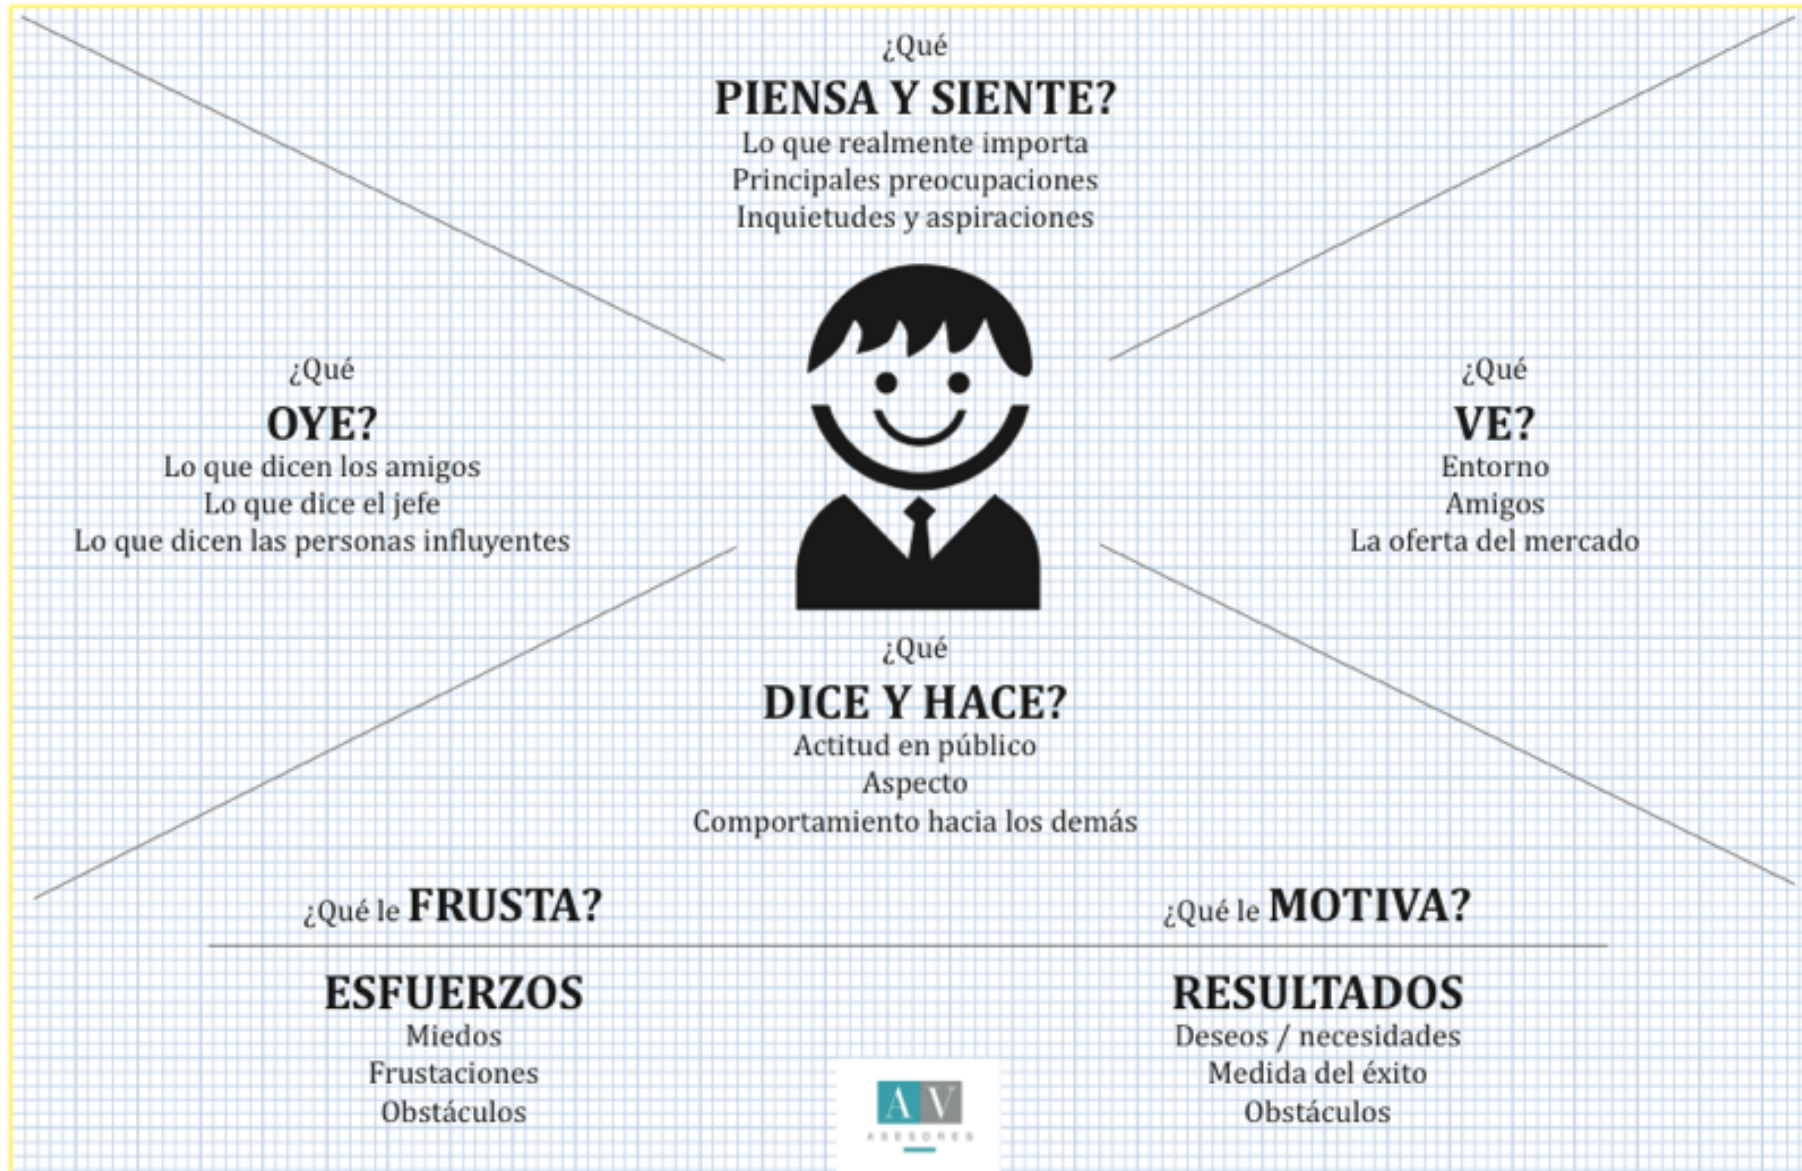 ¿Qué
PIENSA Y SIENTE?
Lo que realmente importa
Principales preocupaciones
Inquietudes y aspiraciones
¿Qué
OYE?
Lo que dicen los amigos
Lo que dice el jefe
Lo que dicen las personas influyentes
¿Qué
VE?
Entorno
Amigos
La oferta del mercado
¿Qué
DICE Y HACE?
Actitud en público
Aspecto
Comportamiento hacia los demás
¿Qué le FRUSTA?
ESFUERZOS
Miedos
Frustaciones
Obstáculos
¿Qué le MOTIVA?
RESULTADOS
Deseos / necesidades
Medida del éxito
Obstáculos
AV
ASESORES